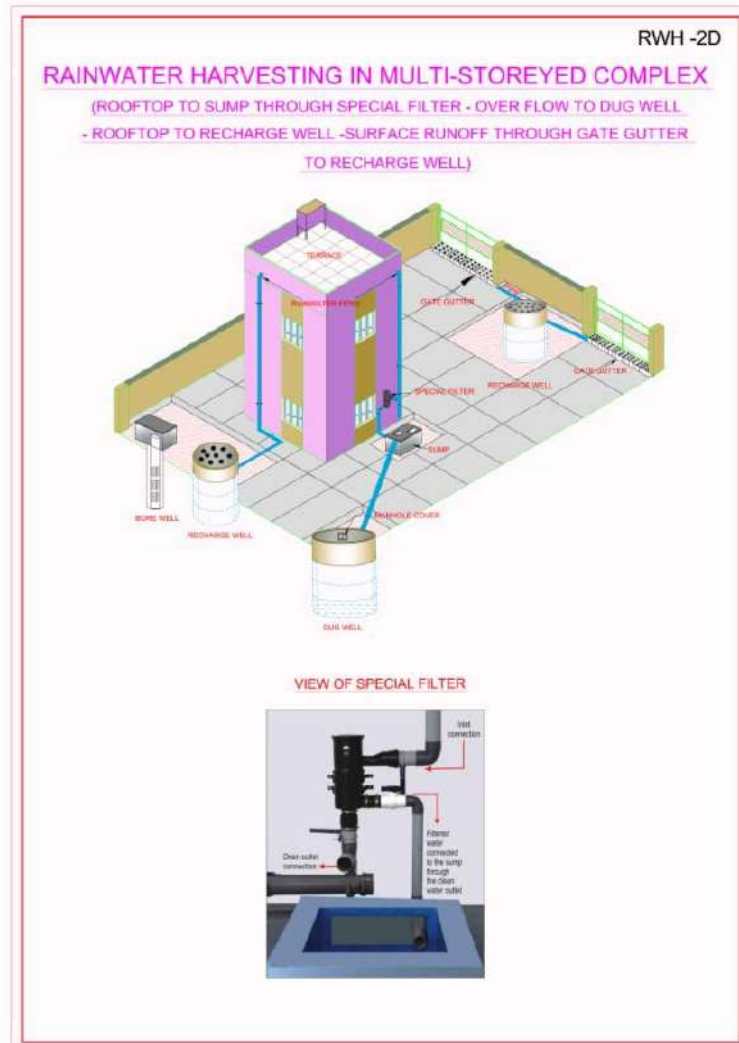 RWH -2D
RAINWATER HARVESTING IN MULTI-STOREYED COMPLEX
(ROOFTOP TO SUMP THROUGH SPECIAL FILTER - OVER FLOW TO DUG WELL
- ROOFTOP TO RECHARGE WELL -SURFACE RUNOFF THROUGH GATE GUTTER
TO RECHARGE WELL)
TERRACE
RAINWATER PIPES
GATE GUTTER
GATE GUTTER
RECHARGE WELL
SPECIAL FILTER
SUMP
BORE WELL
RECHARGE WELL
MANHOLE COVER
DUG WELL
VIEW OF SPECIAL FILTER
Inlet
connection
Filtered
water
connected
to the sump
through
the clean
water outlet
connection